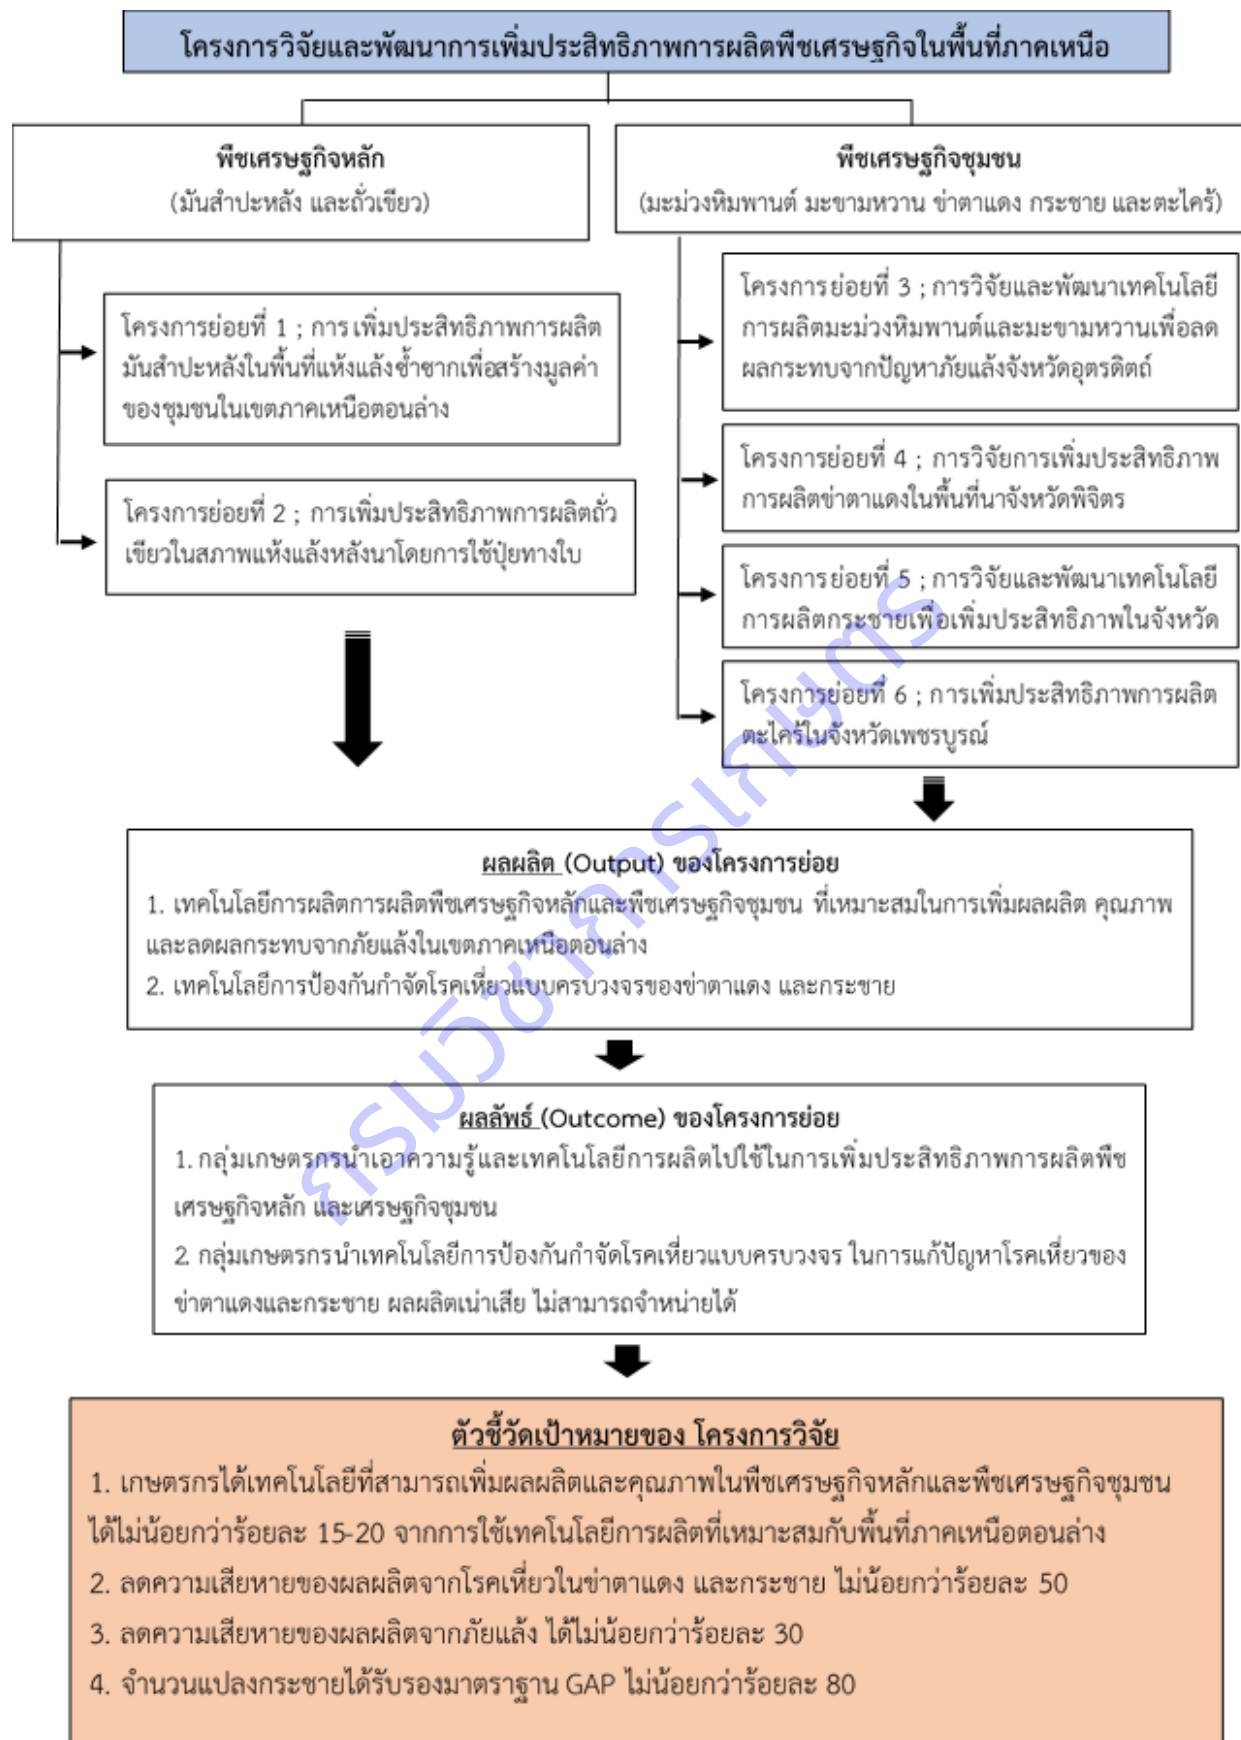 โครงการวิจัยและพัฒนาการเพิ่มประสิทธิภาพการผลิตพืชเศรษฐกิจในพื้นที่ภาคเหนือ
พืชเศรษฐกิจหลัก
(มันสำปะหลัง และถั่วเขียว)
โครงการย่อยที่ 1 ; การเพิ่มประสิทธิภาพการผลิต
มันสำปะหลังในพื้นที่แห้งแล้งซ้ำซากเพื่อสร้างมูลค่า
ของชุมชนในเขตภาคเหนือตอนล่าง
โครงการย่อยที่ 2 ; การเพิ่มประสิทธิภาพการผลิตถั่ว
เขียวในสภาพแห้งแล้งหลังนาโดยการใช้ปุ๋ยทางใบ
พืชเศรษฐกิจชุมชน
(มะม่วงหิมพานต์ มะขามหวาน ข่าตาแดง กระชาย และตะไคร้)
โครงการย่อยที่ 3 ; การวิจัยและพัฒนาเทคโนโลยี
การผลิตมะม่วงหิมพานต์และมะขามหวานเพื่อลด
ผลกระทบจากปัญหาภัยแล้งจังหวัดอุตรดิตถ์
โครงการย่อยที่ 4 ; การวิจัยการเพิ่มประสิทธิภาพ
การผลิตข่าตาแดงในพื้นที่นาจังหวัดพิจิตร
โครงการย่อยที่ 5 ; การวิจัยและพัฒนาเทคโนโลยี
การผลิตกระชายเพื่อเพิ่มประสิทธิภาพในจังหวัด
โครงการย่อยที่ 6 ; การเพิ่มประสิทธิภาพการผลิต
ตะไคร้ในจังหวัดเพชรบูรณ์
ผลผลิต (Output) ของโครงการย่อย
1. เทคโนโลยีการผลิตการผลิตพืชเศรษฐกิจหลักและพืชเศรษฐกิจชุมชน ที่เหมาะสมในการเพิ่มผลผลิต คุณภาพ
และลดผลกระทบจากภัยแล้งในเขตภาคเหนือตอนล่าง
2. เทคโนโลยีการป้องกันกำจัดโรคเหี่ยวแบบครบวงจรของข่าตาแดง และกระชาย
ผลลัพธ์ (Outcome) ของโครงการย่อย
1. กลุ่มเกษตรกรนำเอาความรู้และเทคโนโลยีการผลิตไปใช้ในการเพิ่มประสิทธิภาพการผลิตพืช
เศรษฐกิจหลัก และเศรษฐกิจชุมชน
2. กลุ่มเกษตรกรนำเทคโนโลยีการป้องกันกำจัดโรคเหี่ยวแบบครบวงจร ในการแก้ปัญหาโรคเหี่ยวของ
ข่าตาแดงและกระชาย ผลผลิตเน่าเสีย ไม่สามารถจำหน่ายได้
ตัวชี้วัดเป้าหมายของ โครงการวิจัย
1. เกษตรกรได้เทคโนโลยีที่สามารถเพิ่มผลผลิตและคุณภาพในพืชเศรษฐกิจหลักและพืชเศรษฐกิจชุมชน
ได้ไม่น้อยกว่าร้อยละ 15-20 จากการใช้เทคโนโลยีการผลิตที่เหมาะสมกับพื้นที่ภาคเหนือตอนล่าง
2. ลดความเสียหายของผลผลิตจากโรคเหี่ยวในข่าตาแดง และกระชาย ไม่น้อยกว่าร้อยละ 50
3. ลดความเสียหายของผลผลิตจากภัยแล้ง ได้ไม่น้อยกว่าร้อยละ 30
4. จำนวนแปลงกระชายได้รับรองมาตราฐาน GAP ไม่น้อยกว่าร้อยละ 80
กรมวิชาการเกษตร